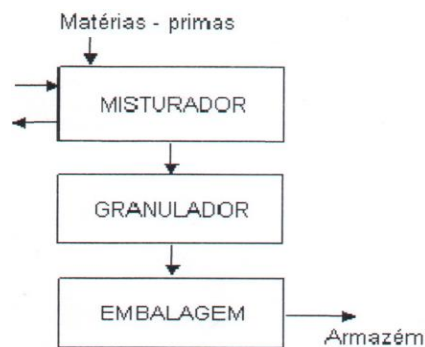 Matérias - primas
MISTURADOR
GRANULADOR
EMBALAGEM
Armazém